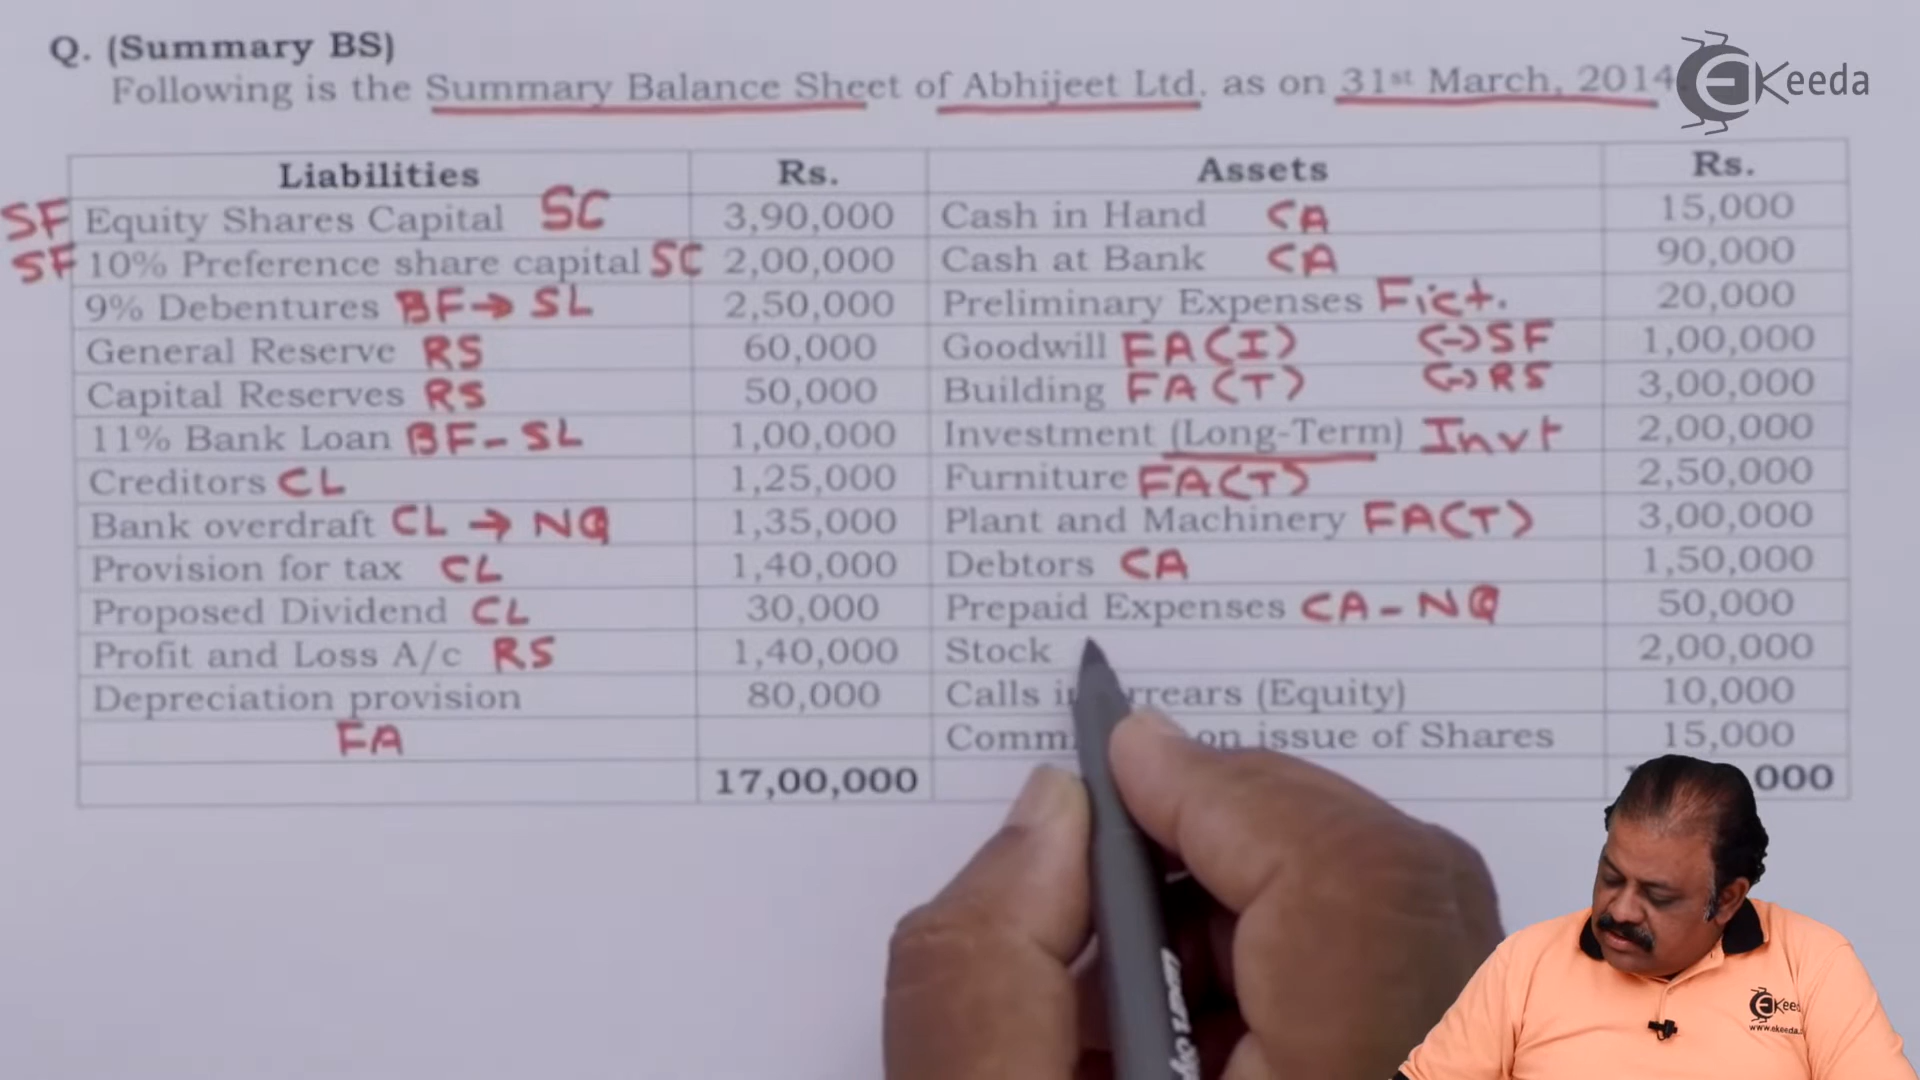 Q. (Summary BS)
Following is the Summary Balance Sheet of Abhijeet Ltd. as on 31st March, 2014
EKeeda
Liabilities Rs. Assets Rs.
SF Equity Shares Capital SC 3,90,000 Cash in Hand CA 15,000
SF 10% Preference share capital SC 2,00,000 Cash at Bank CA 90,000
9% Debentures BF→ SL 2,50,000 Preliminary Expenses Fict. 20,000
General Reserve RS 60,000 Goodwill FA(I) (-)SF 1,00,000
Capital Reserves RS 50,000 Building FA(T) (-)RS 3,00,000
11% Bank Loan BF-SL 1,00,000 Investment (Long-Term) Invt 2,00,000
Creditors CL 1,25,000 Furniture FA(T) 2,50,000
Bank overdraft CL → NQ 1,35,000 Plant and Machinery FA(T) 3,00,000
Provision for tax CL 1,40,000 Debtors CA 1,50,000
Proposed Dividend CL 30,000 Prepaid Expenses CA-NQ 50,000
Profit and Loss A/c RS 1,40,000 Stock 2,00,000
Depreciation provision 80,000 Calls (Equity) 10,000
FA on issue of Shares 15,000
17,00,000 000
EKeeda
www.ekeeda.